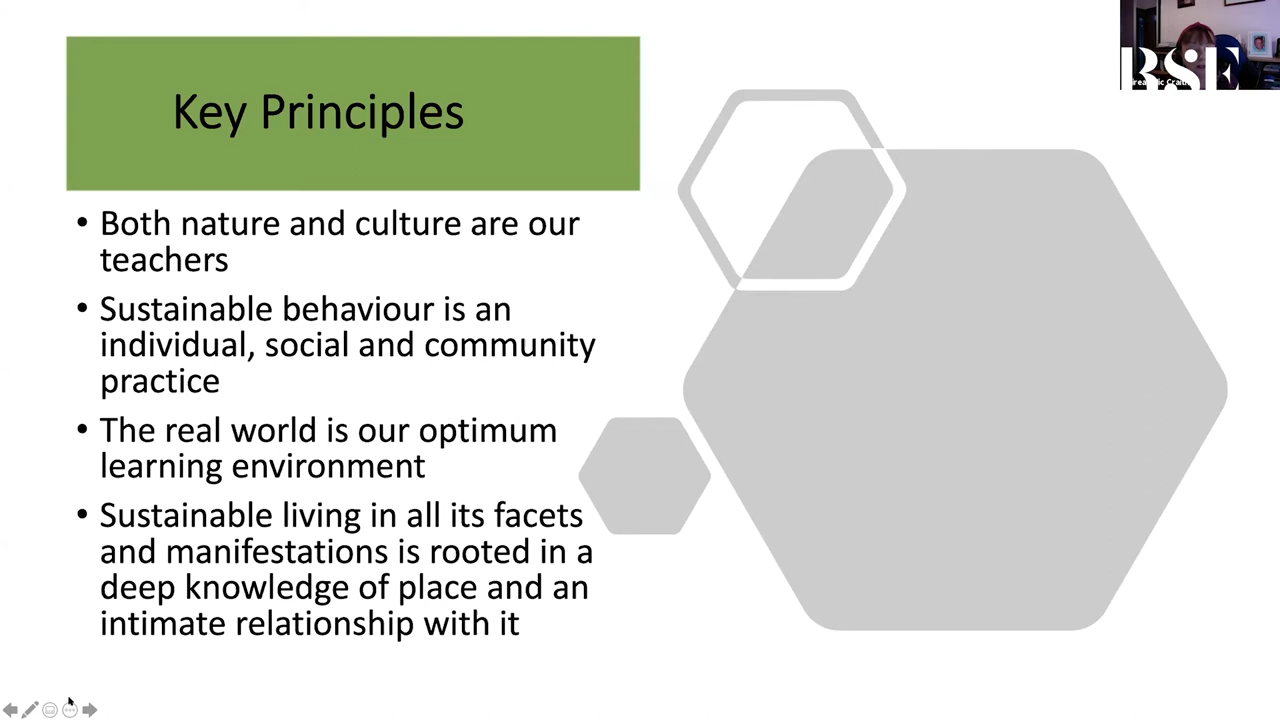 Key Principles
• Both nature and culture are our
teachers
• Sustainable behaviour is an
individual, social and community
practice
• The real world is our optimum
learning environment
• Sustainable living in all its facets
and manifestations is rooted in a
deep knowledge of place and an
intimate relationship with it
BSE